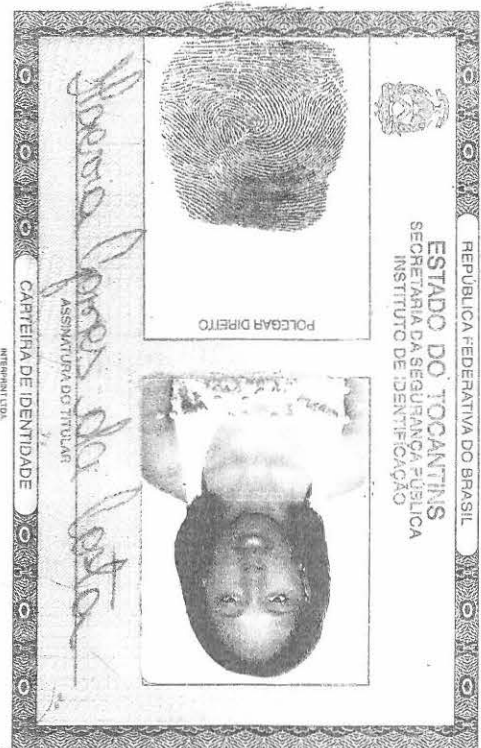 REPÚBLICA FEDERATIVA DO BRASIL
ESTADO DO TOCANTINS
SECRETARIA DA SEGURANÇA PÚBLICA
INSTITUTO DE IDENTIFICAÇÃO
POLEGAR DIREITO
Lopes da Costa
ASSINATURA DO TITULAR
CARTEIRA DE IDENTIDADE
INTERPRINT LTDA.